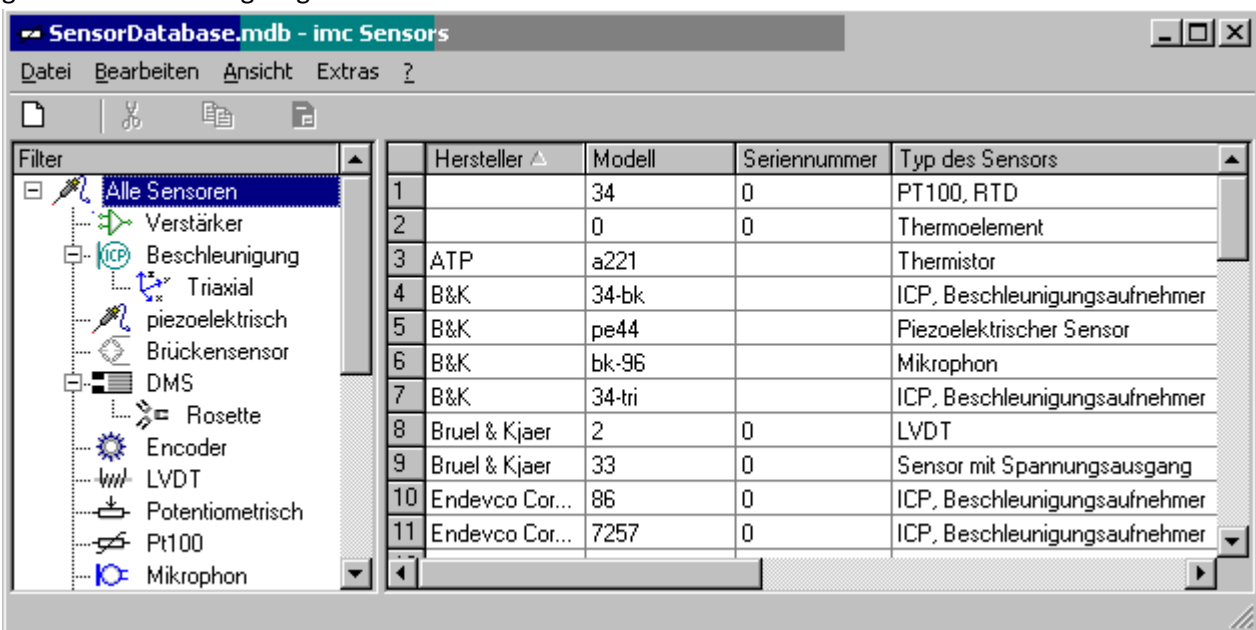 SensorDatabase.mdb - imc Sensors
Datei Bearbeiten Ansicht Extras ?
Filter
Alle Sensoren
Verstärker
ICP Beschleunigung
Triaxial
piezoelektrisch
Brückensensor
DMS
Rosette
Encoder
LVDT
Potentiometrisch
Pt100
Mikrophon
Hersteller Modell Seriennummer Typ des Sensors
1 34 0 PT100, RTD
2 0 0 Thermoelement
3 ATP a221 Thermistor
4 B&K 34-bk ICP, Beschleunigungsaufnehmer
5 B&K pe44 Piezoelektrischer Sensor
6 B&K bk-96 Mikrophon
7 B&K 34-tri ICP, Beschleunigungsaufnehmer
8 Bruel & Kjaer 2 0 LVDT
9 Bruel & Kjaer 33 0 Sensor mit Spannungsausgang
10 Endevco Cor... 86 0 ICP, Beschleunigungsaufnehmer
11 Endevco Cor... 7257 0 ICP, Beschleunigungsaufnehmer